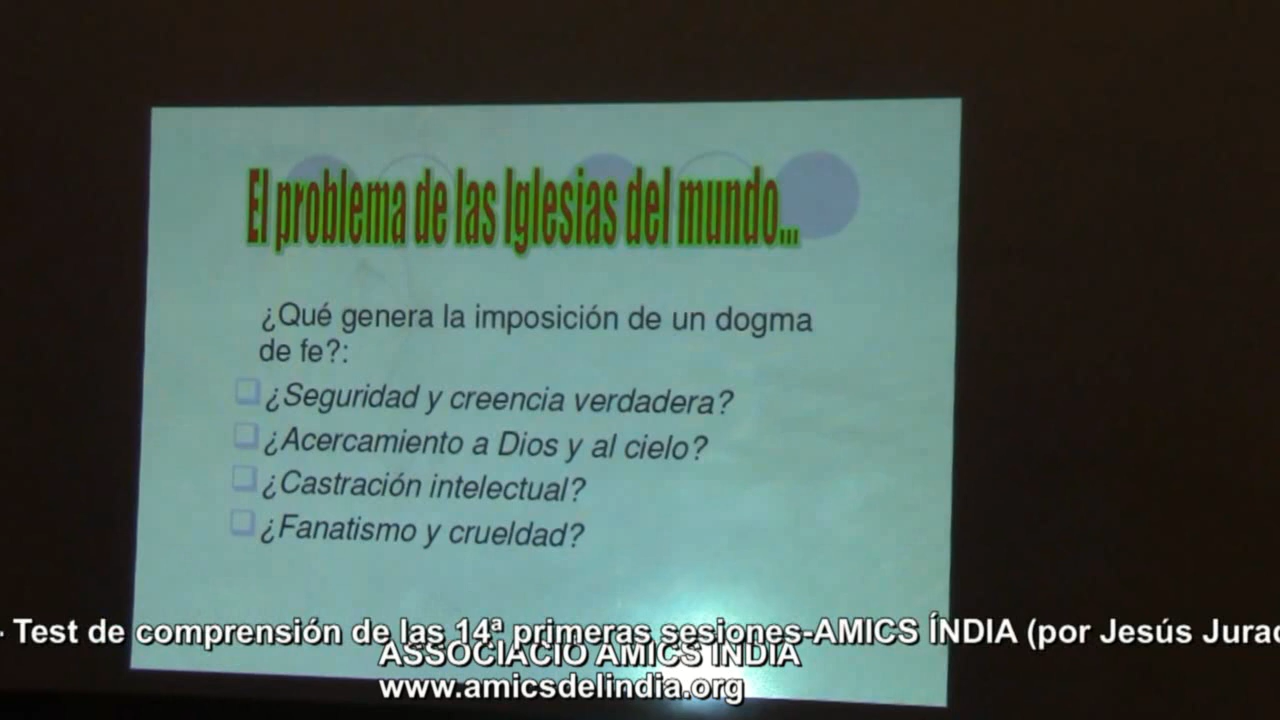 El problema de las Iglesias del mundo...
¿Qué genera la imposición de un dogma
de fe?:
¿Seguridad y creencia verdadera?
¿Acercamiento a Dios y al cielo?
¿Castración intelectual?
¿Fanatismo y crueldad?
- Test de comprensión de las 14ª primeras sesiones-AMICS ÍNDIA (por Jesús Jurad
ASSOCIACIÓ AMICS ÍNDIA
www.amicsdelindia.org